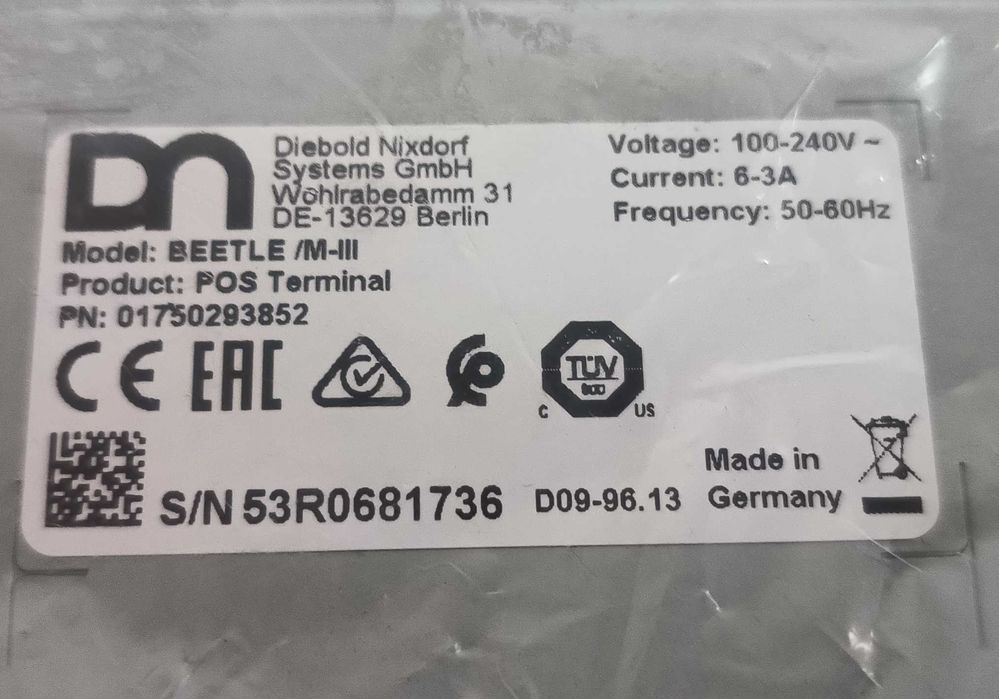 DN
Diebold Nixdorf
Systems GmbH
Wohlrabedamm 31
DE-13629 Berlin
Voltage: 100-240V ~
Current: 6-3A
Frequency: 50-60Hz
Model: BEETLE /M-III
Product: POS Terminal
PN: 01750293852
CE EAC
TÜV
C US
S/N 53R0681736
D09-96.13
Made in
Germany